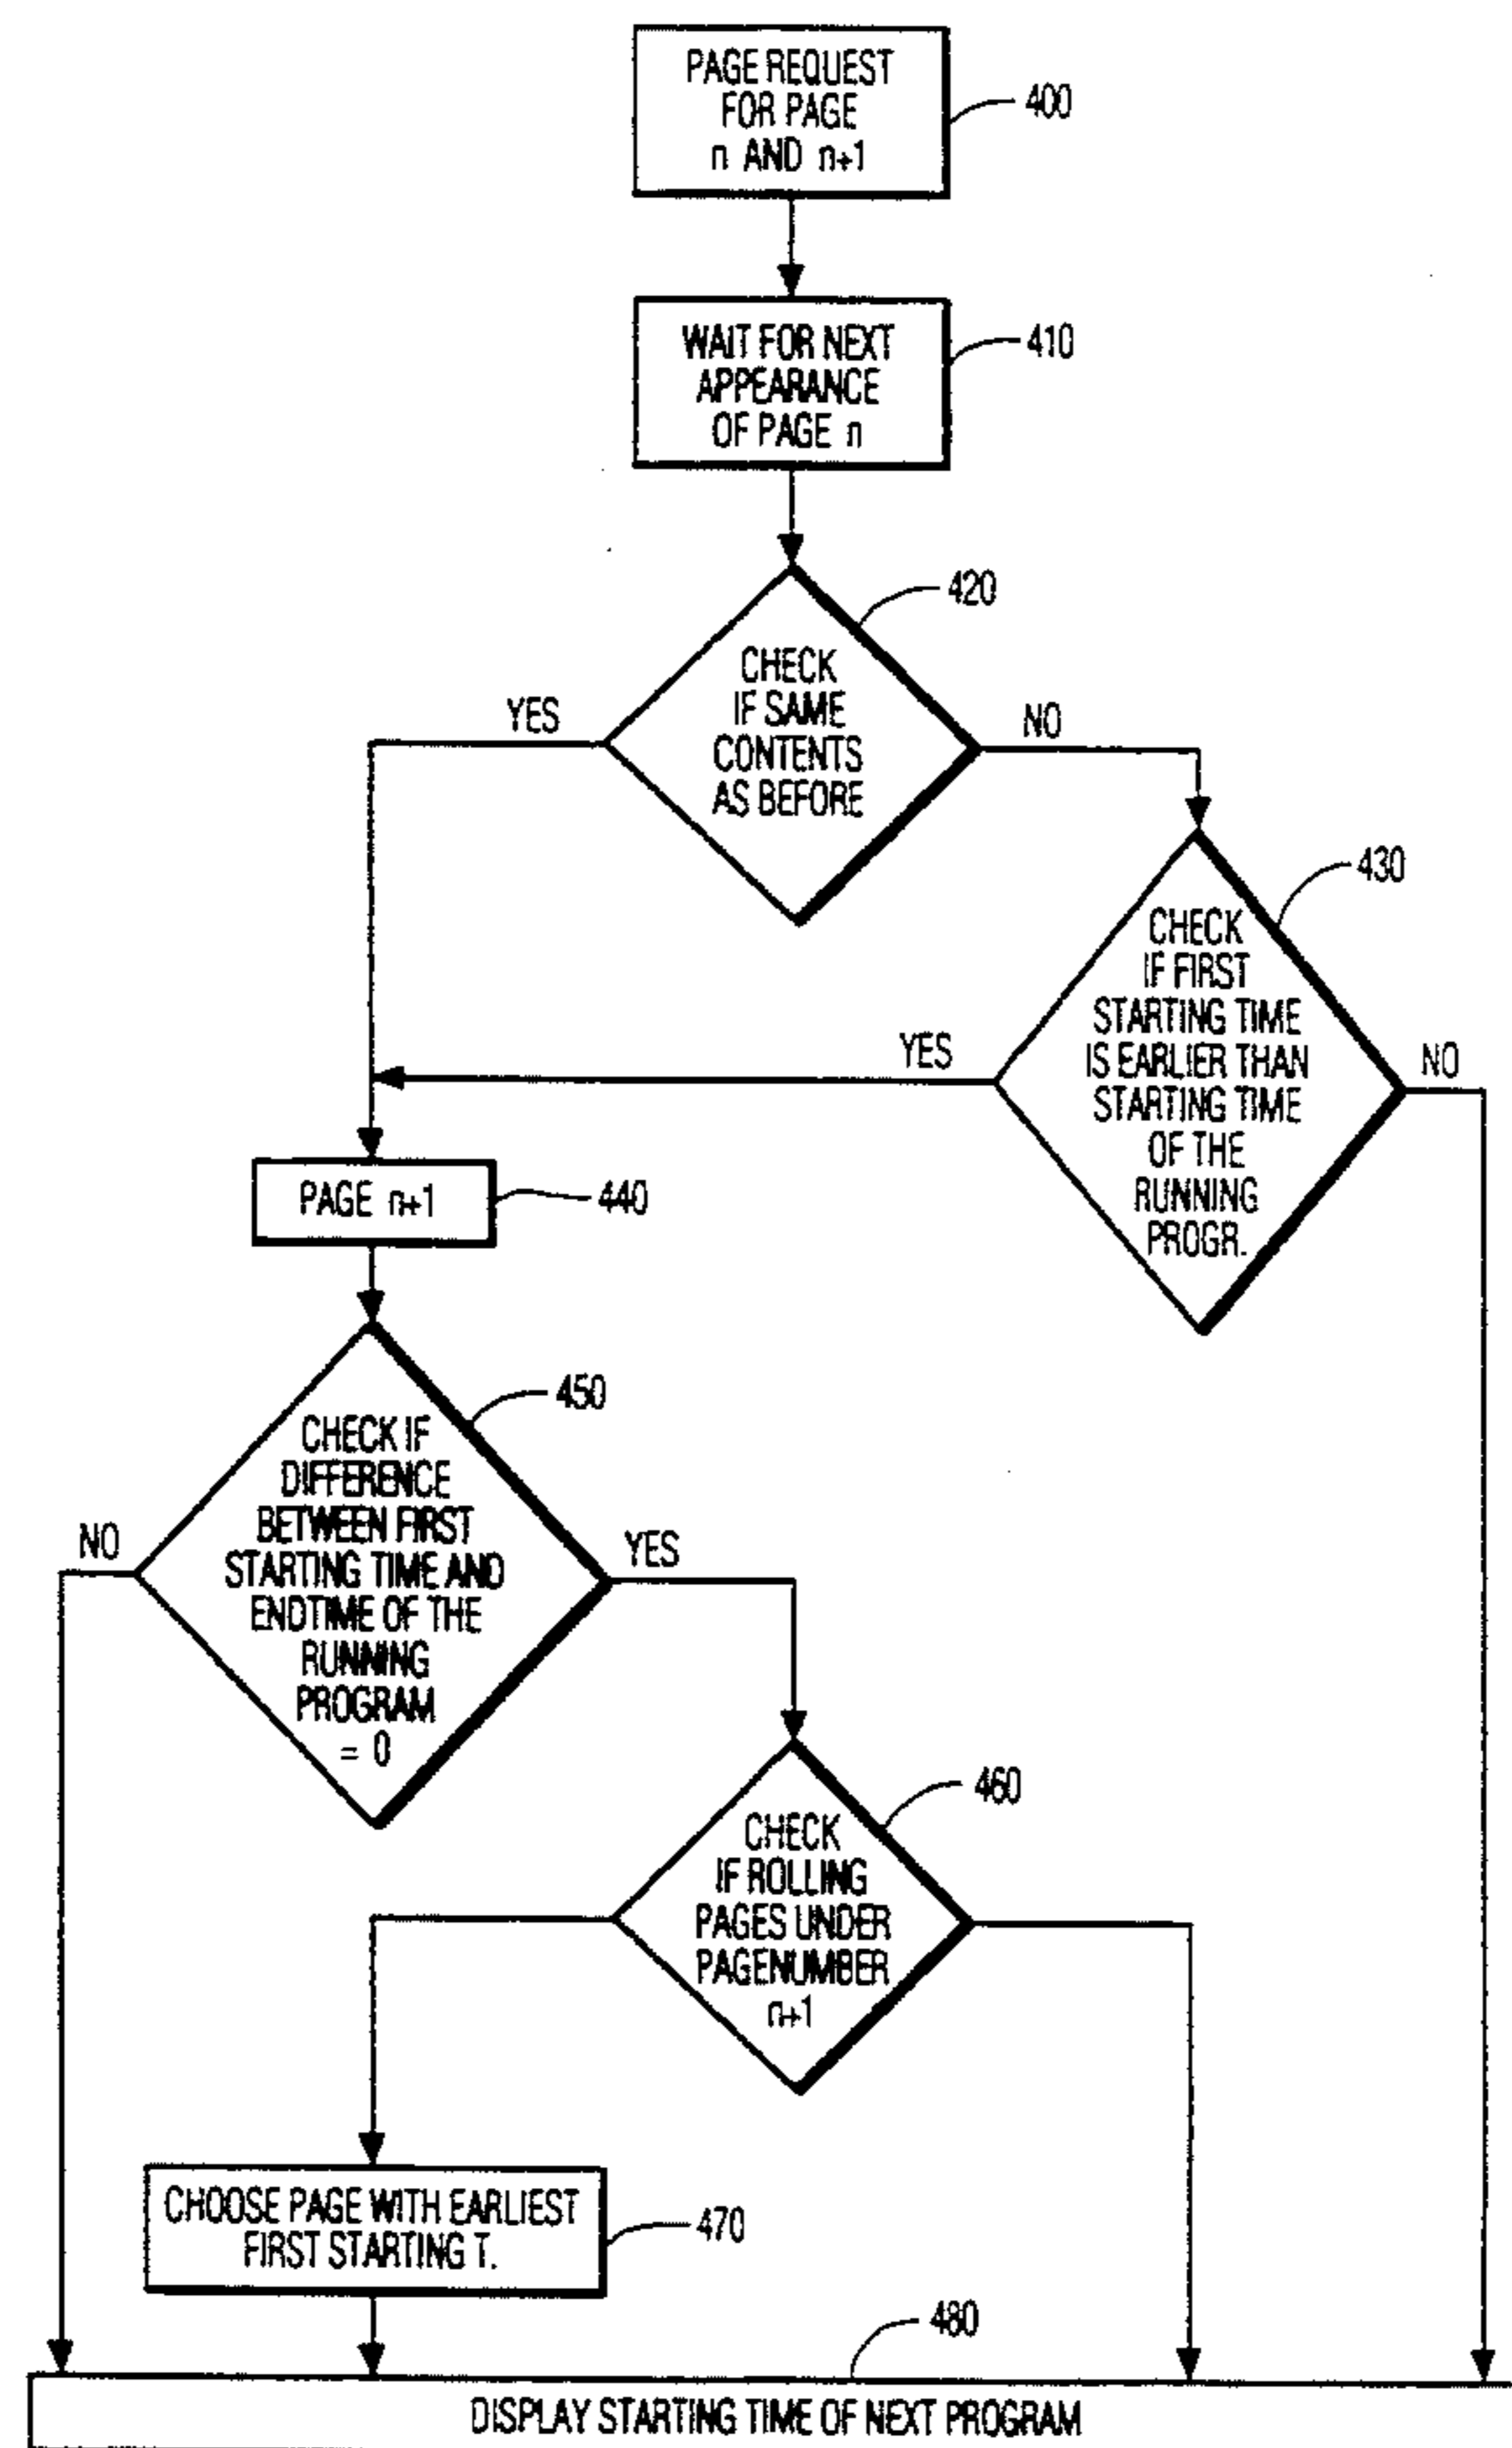 PAGE REQUEST
FOR PAGE
n AND n+1
400
WAIT FOR NEXT
APPEARANCE
OF PAGE n
410
420
CHECK
IF SAME
CONTENTS
AS BEFORE
YES
NO
430
CHECK
IF FIRST
STARTING TIME
IS EARLIER THAN
STARTING TIME
OF THE
RUNNING
PROGR.
YES
NO
PAGE n+1
440
450
CHECK IF
DIFFERENCE
BETWEEN FIRST
STARTING TIME AND
ENDTIME OF THE
RUNNING
PROGRAM
= 0
NO
YES
460
CHECK
IF ROLLING
PAGES UNDER
PAGENUMBER
n+1
CHOOSE PAGE WITH EARLIEST
FIRST STARTING T.
470
480
DISPLAY STARTING TIME OF NEXT PROGRAM